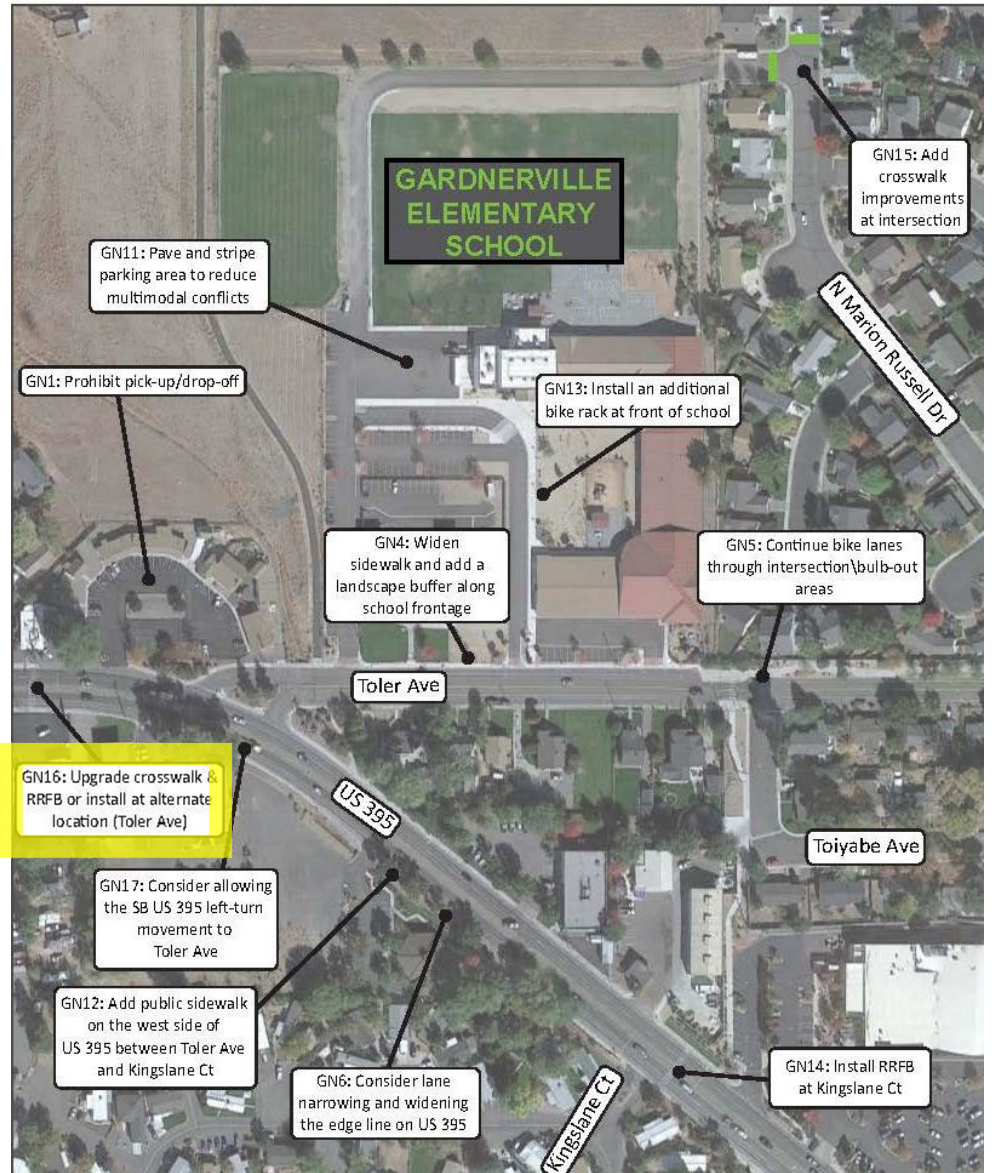 GARDNERVILLE
ELEMENTARY
SCHOOL
GN15: Add
crosswalk
improvements
at intersection
GN11: Pave and stripe
parking area to reduce
multimodal conflicts
N Marion Russell Dr
GN1: Prohibit pick-up/drop-off
GN13: Install an additional
bike rack at front of school
GN4: Widen
sidewalk and add a
landscape buffer along
school frontage
GN5: Continue bike lanes
through intersection\bulb-out
areas
Toler Ave
GN16: Upgrade crosswalk &
RRFB or install at alternate
location (Toler Ave)
US 395
Toiyabe Ave
GN17: Consider allowing
the SB US 395 left-turn
movement to
Toler Ave
GN12: Add public sidewalk
on the west side of
US 395 between Toler Ave
and Kingslane Ct
GN6: Consider lane
narrowing and widening
the edge line on US 395
Kingslane Ct
GN14: Install RRFB
at Kingslane Ct